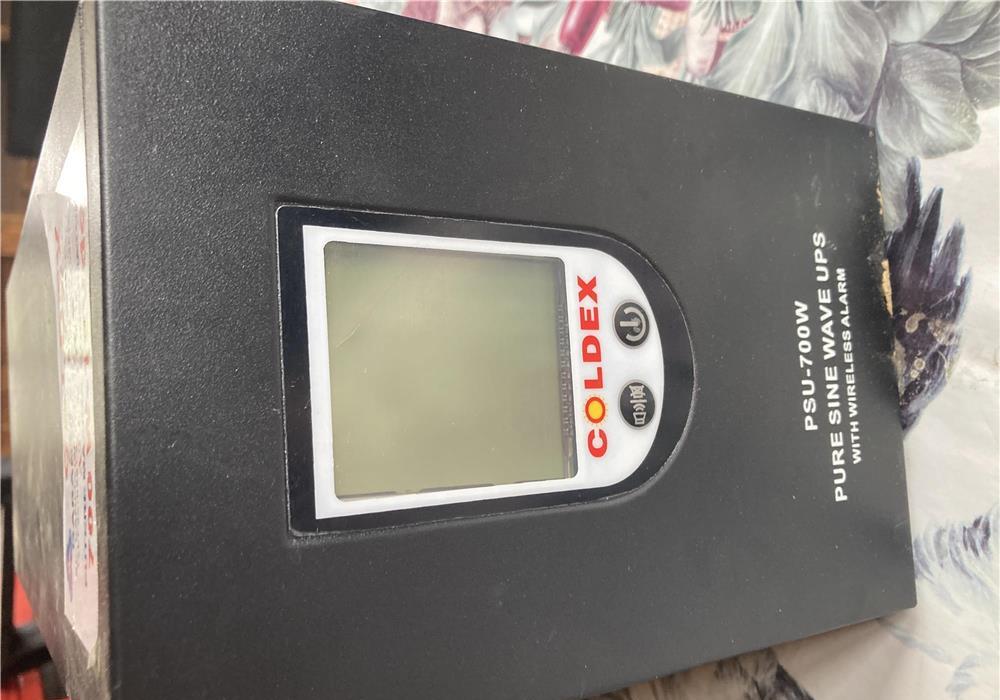 COLDEX
PSU-700W
PURE SINE WAVE UPS
WITH WIRELESS ALARM